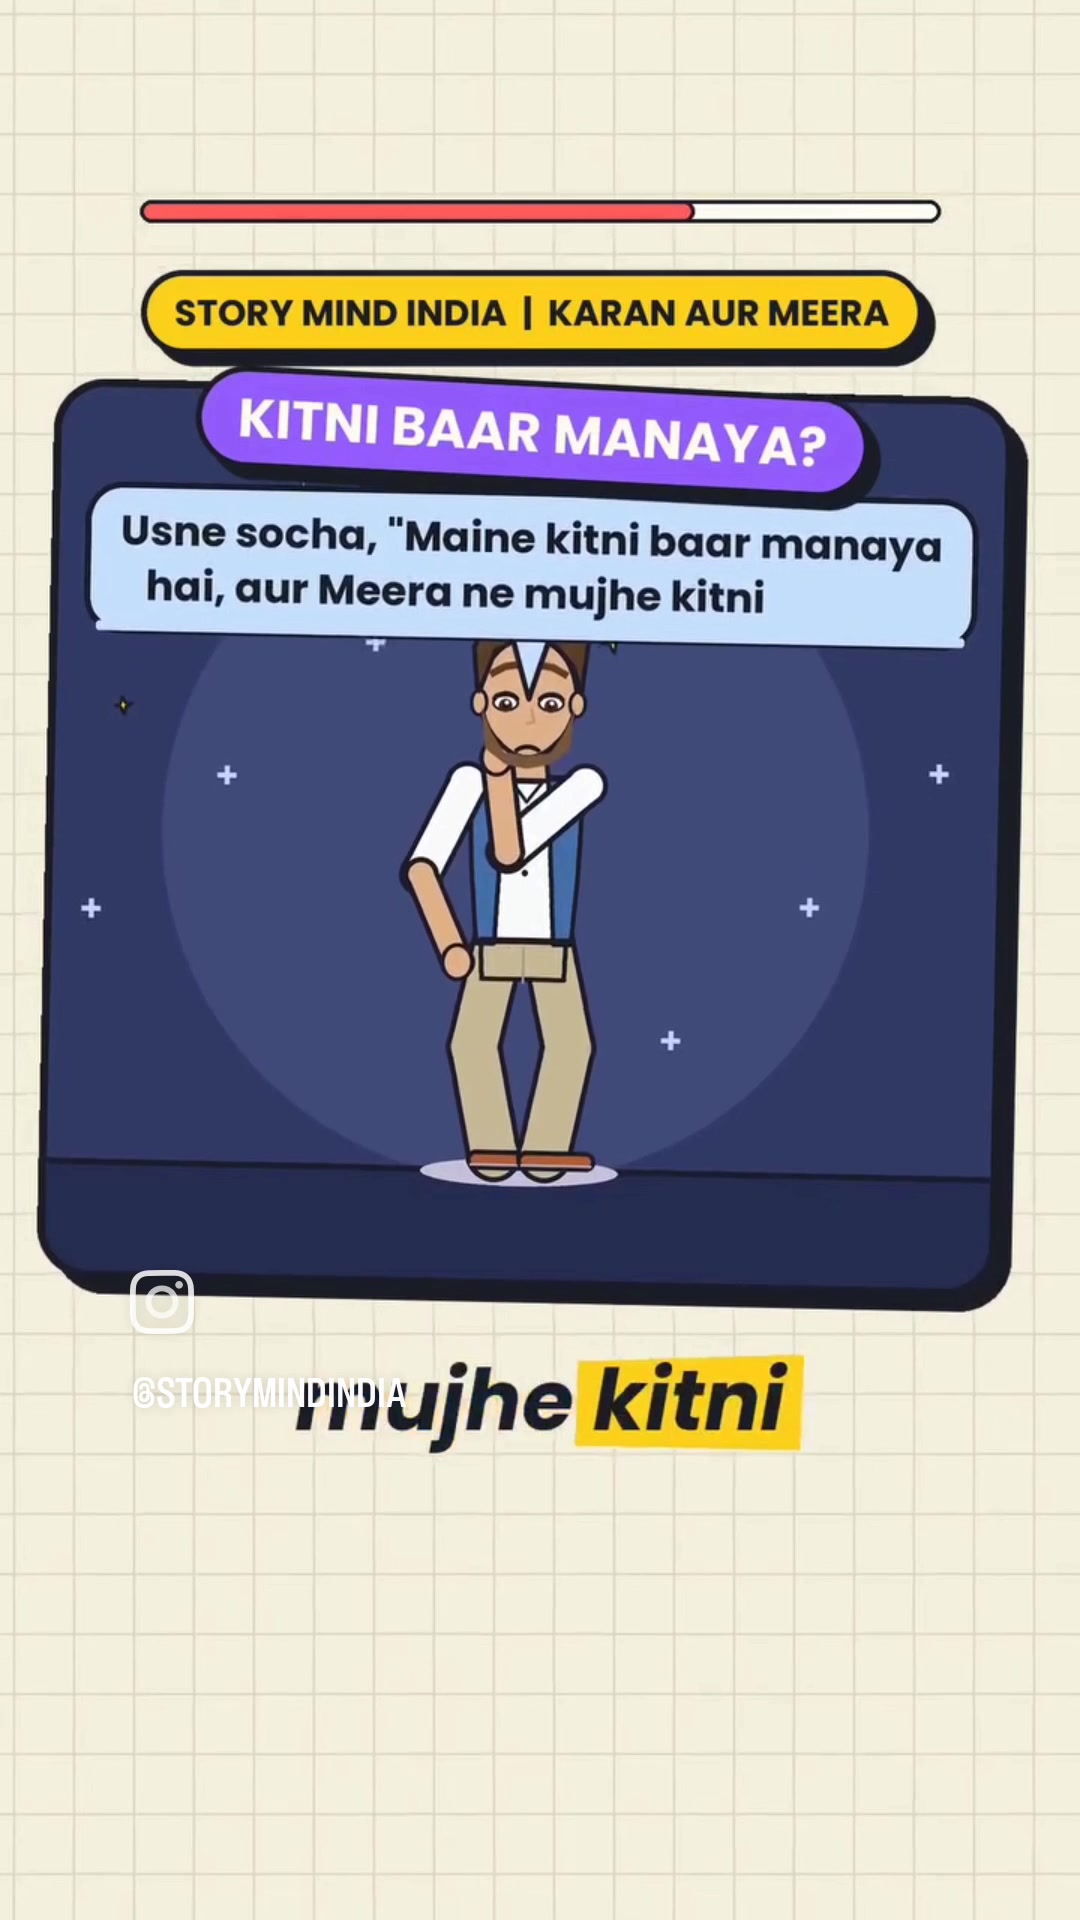 STORY MIND INDIA | KARAN AUR MEERA
KITNI BAAR MANAYA?
Usne socha, "Maine kitni baar manaya
hai, aur Meera ne mujhe kitni
mujhe kitni
@STORYMINDINDIA